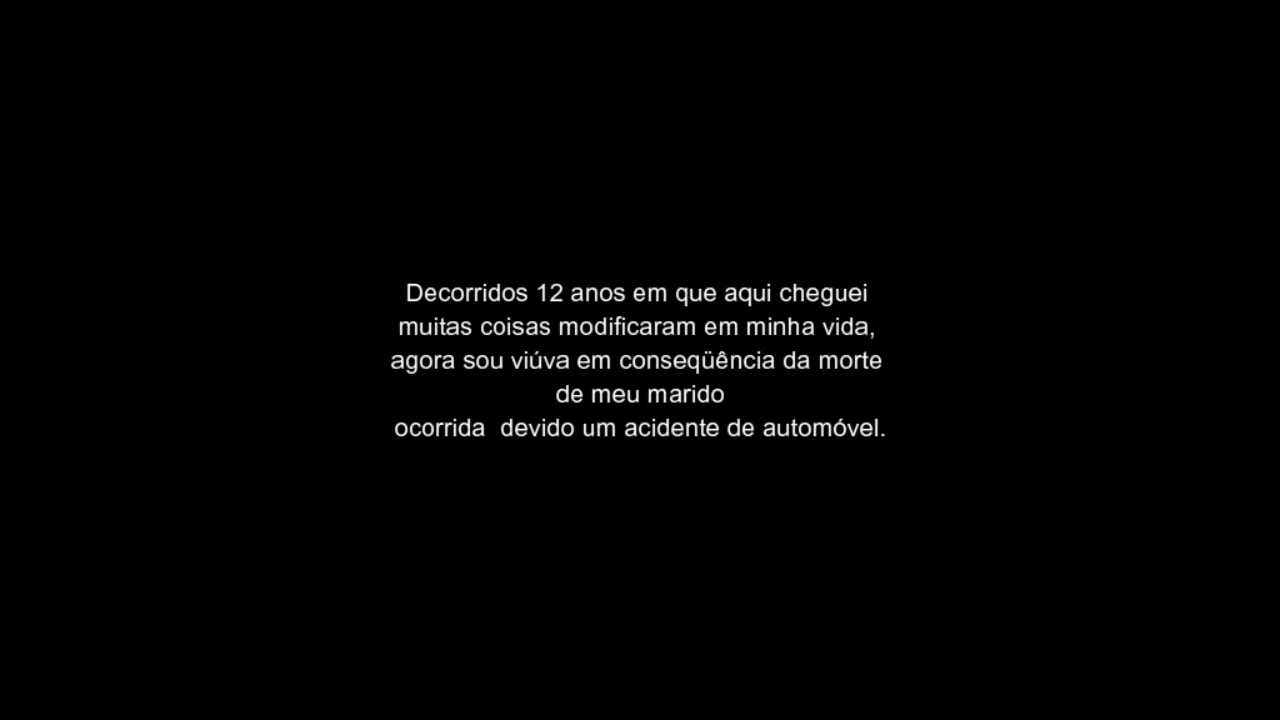 Decorridos 12 anos em que aqui cheguei
muitas coisas modificaram em minha vida,
agora sou viúva em conseqüência da morte
de meu marido
ocorrida  devido um acidente de automóvel.